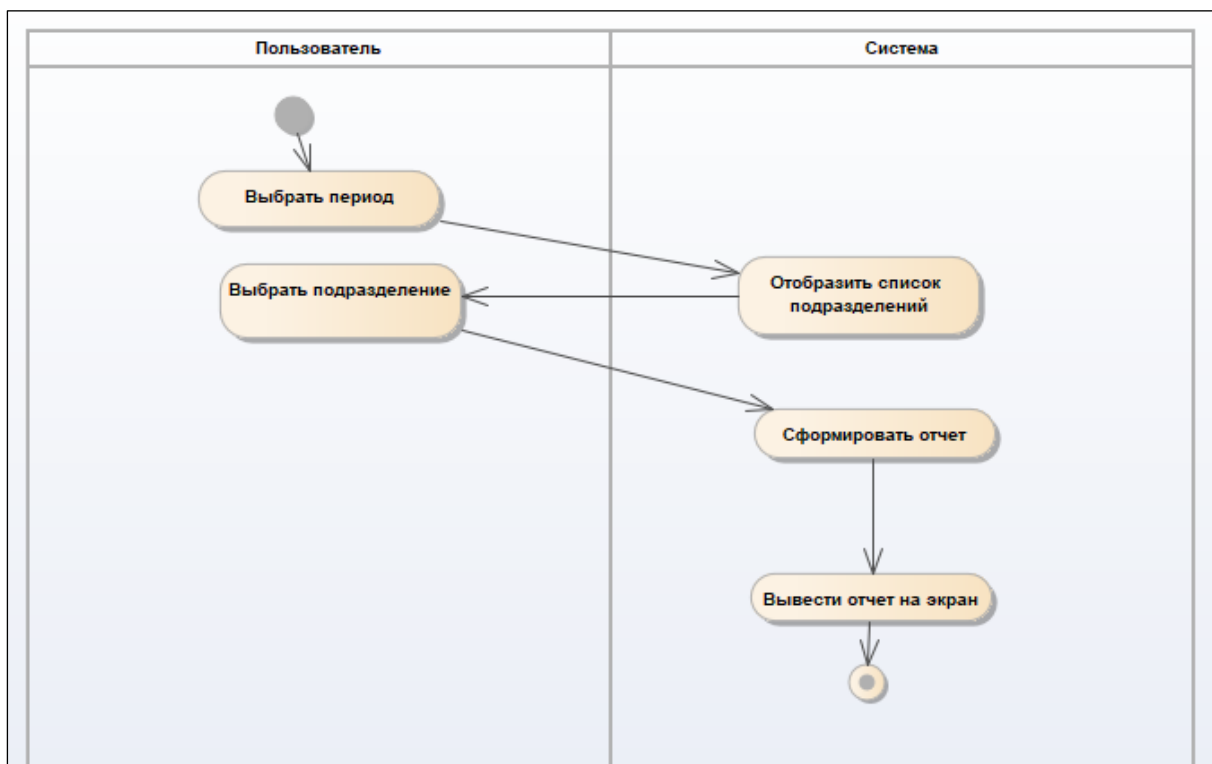 Пользователь
Система
Выбрать период
Отобразить список
подразделений
Выбрать подразделение
Сформировать отчет
Вывести отчет на экран